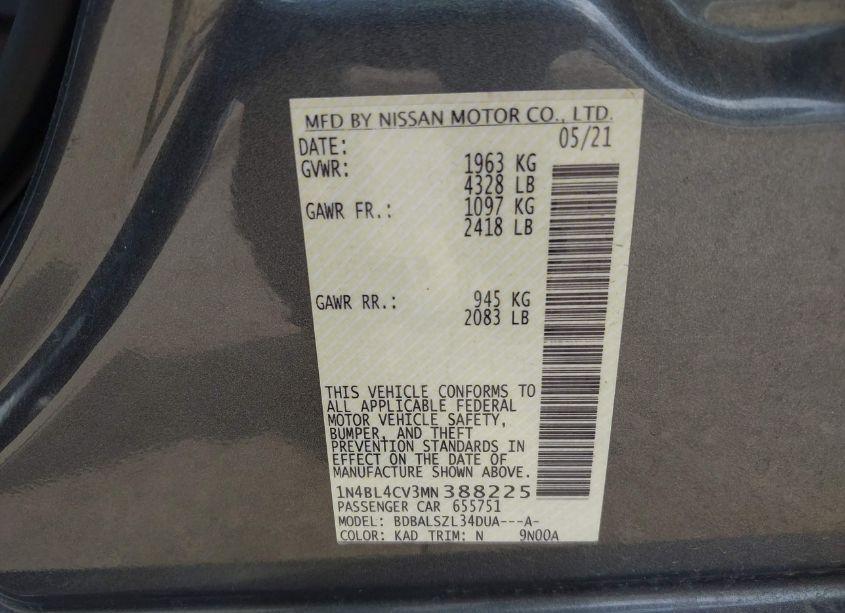 MFD BY NISSAN MOTOR CO., LTD.
DATE: 05/21
GVWR: 1963 KG
4328 LB
GAWR FR.: 1097 KG
2418 LB
GAWR RR.: 945 KG
2083 LB
THIS VEHICLE CONFORMS TO
ALL APPLICABLE FEDERAL
MOTOR VEHICLE SAFETY,
BUMPER, AND THEFT
PREVENTION STANDARDS IN
EFFECT ON THE DATE OF
MANUFACTURE SHOWN ABOVE.
1N4BL4CV3MN388225
PASSENGER CAR 655751
MODEL: BDBALSZL34DUA---A-
COLOR: KAD TRIM: N 9N00A